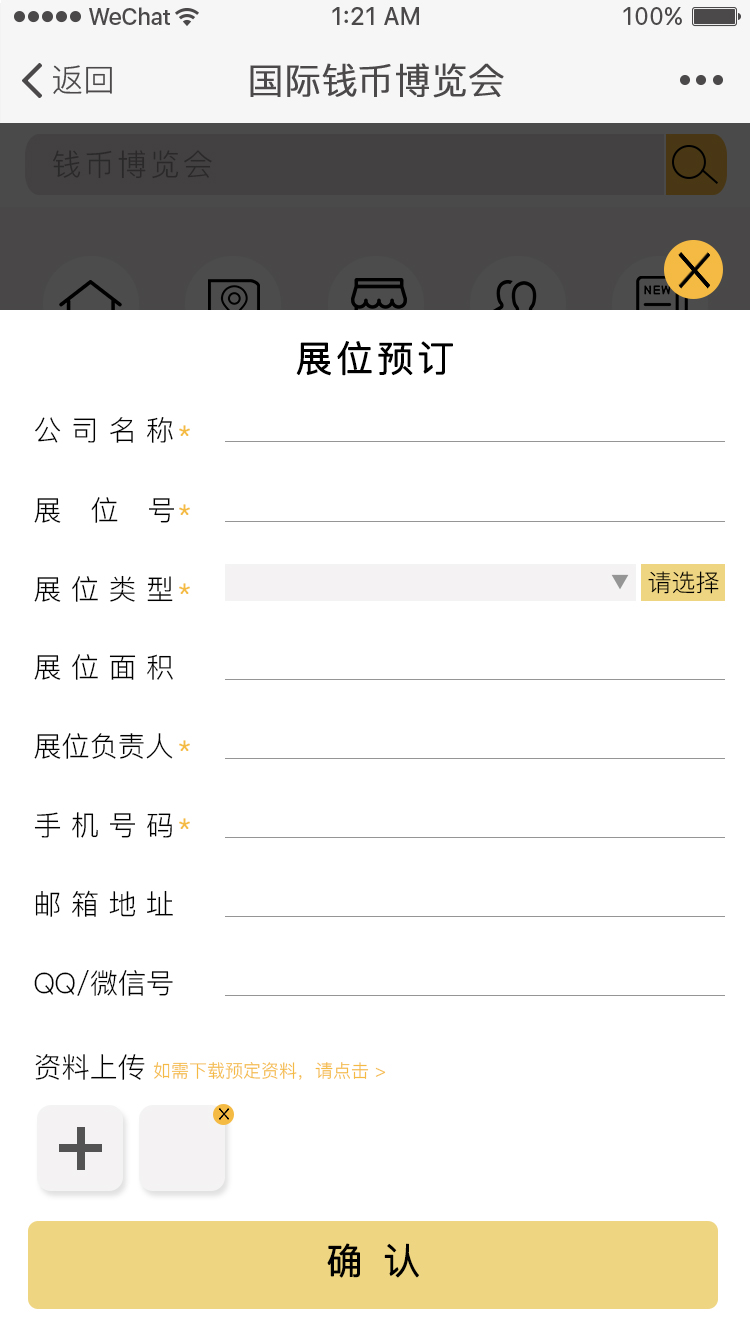 ●●●●● WeChat 1:21 AM 100%
返回 国际钱币博览会 •••
钱币博览会
NEW
X
展位预订
公司名称*
展位号*
展位类型* ▼ 请选择
展位面积
展位负责人*
手机号码*
邮箱地址
QQ/微信号
资料上传 如需下载预定资料，请点击 >
X
确认